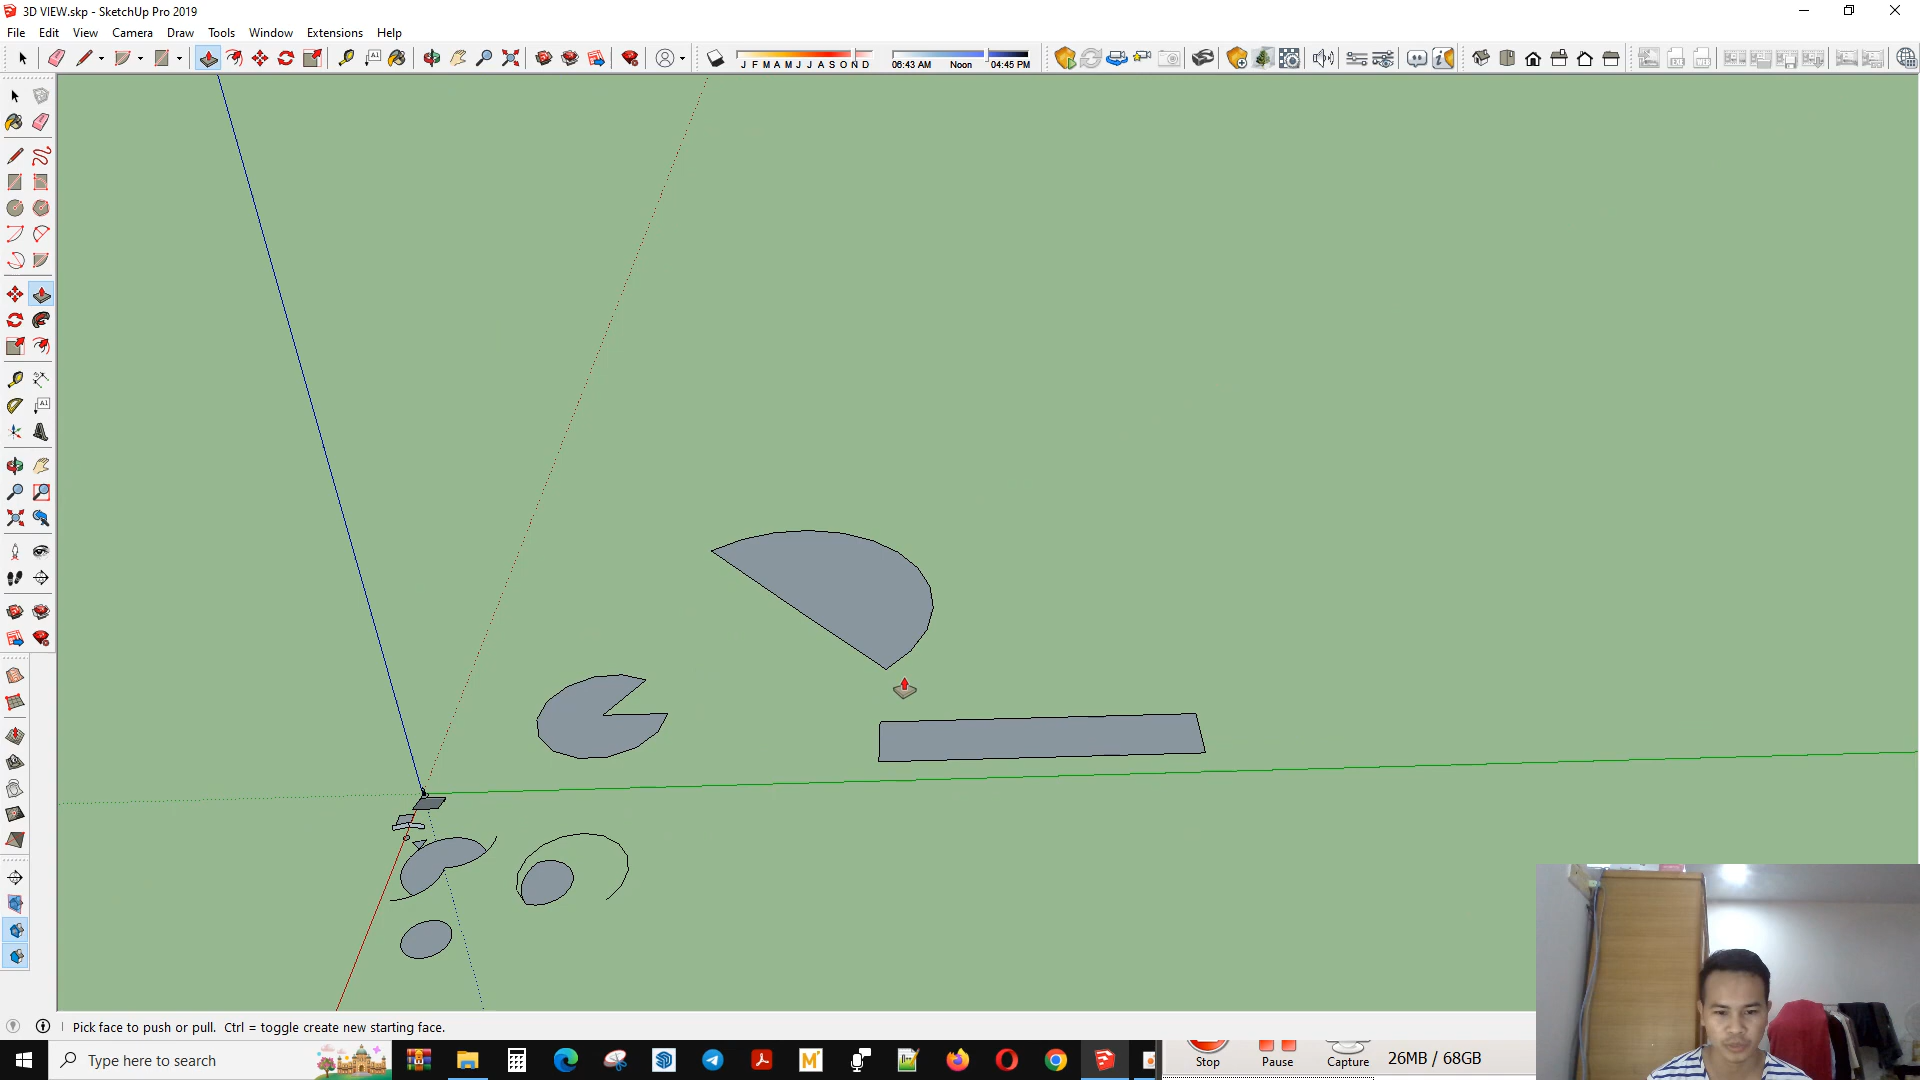 3D VIEW.skp - SketchUp Pro 2019
File Edit View Camera Draw Tools Window Extensions Help
J F M A M J J A S O N D
06:43 AM Noon 04:45 PM
Pick face to push or pull. Ctrl = toggle create new starting face.
Type here to search
Stop Pause Capture 26MB / 68GB